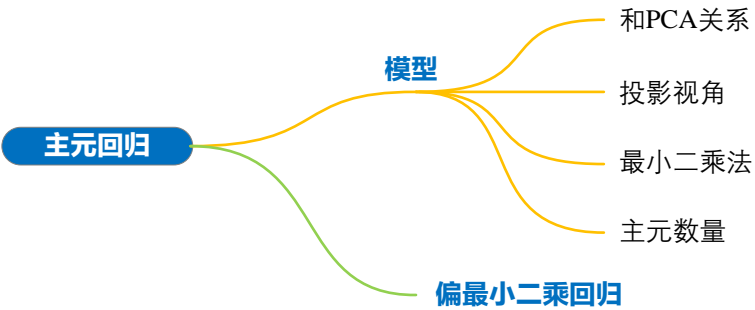 主元回归
模型
和PCA关系
投影视角
最小二乘法
主元数量
偏最小二乘回归